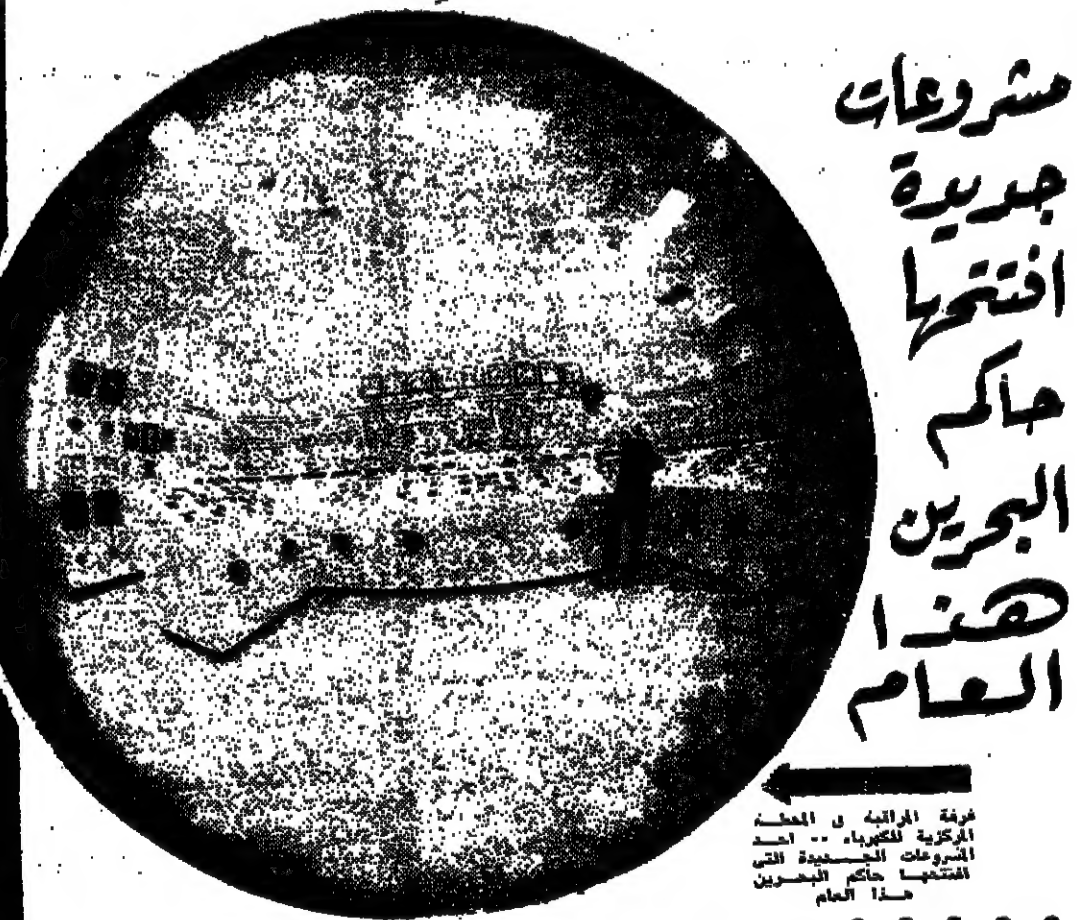 مشروعات
جديدة
افتتحها
حاكم
البحرين
هذا
العام
غرفة المراقبة في المحطة
المركزية للكهرباء -- احد
المشروعات الجديدة التي
افتتحها حاكم البحرين
هذا العام